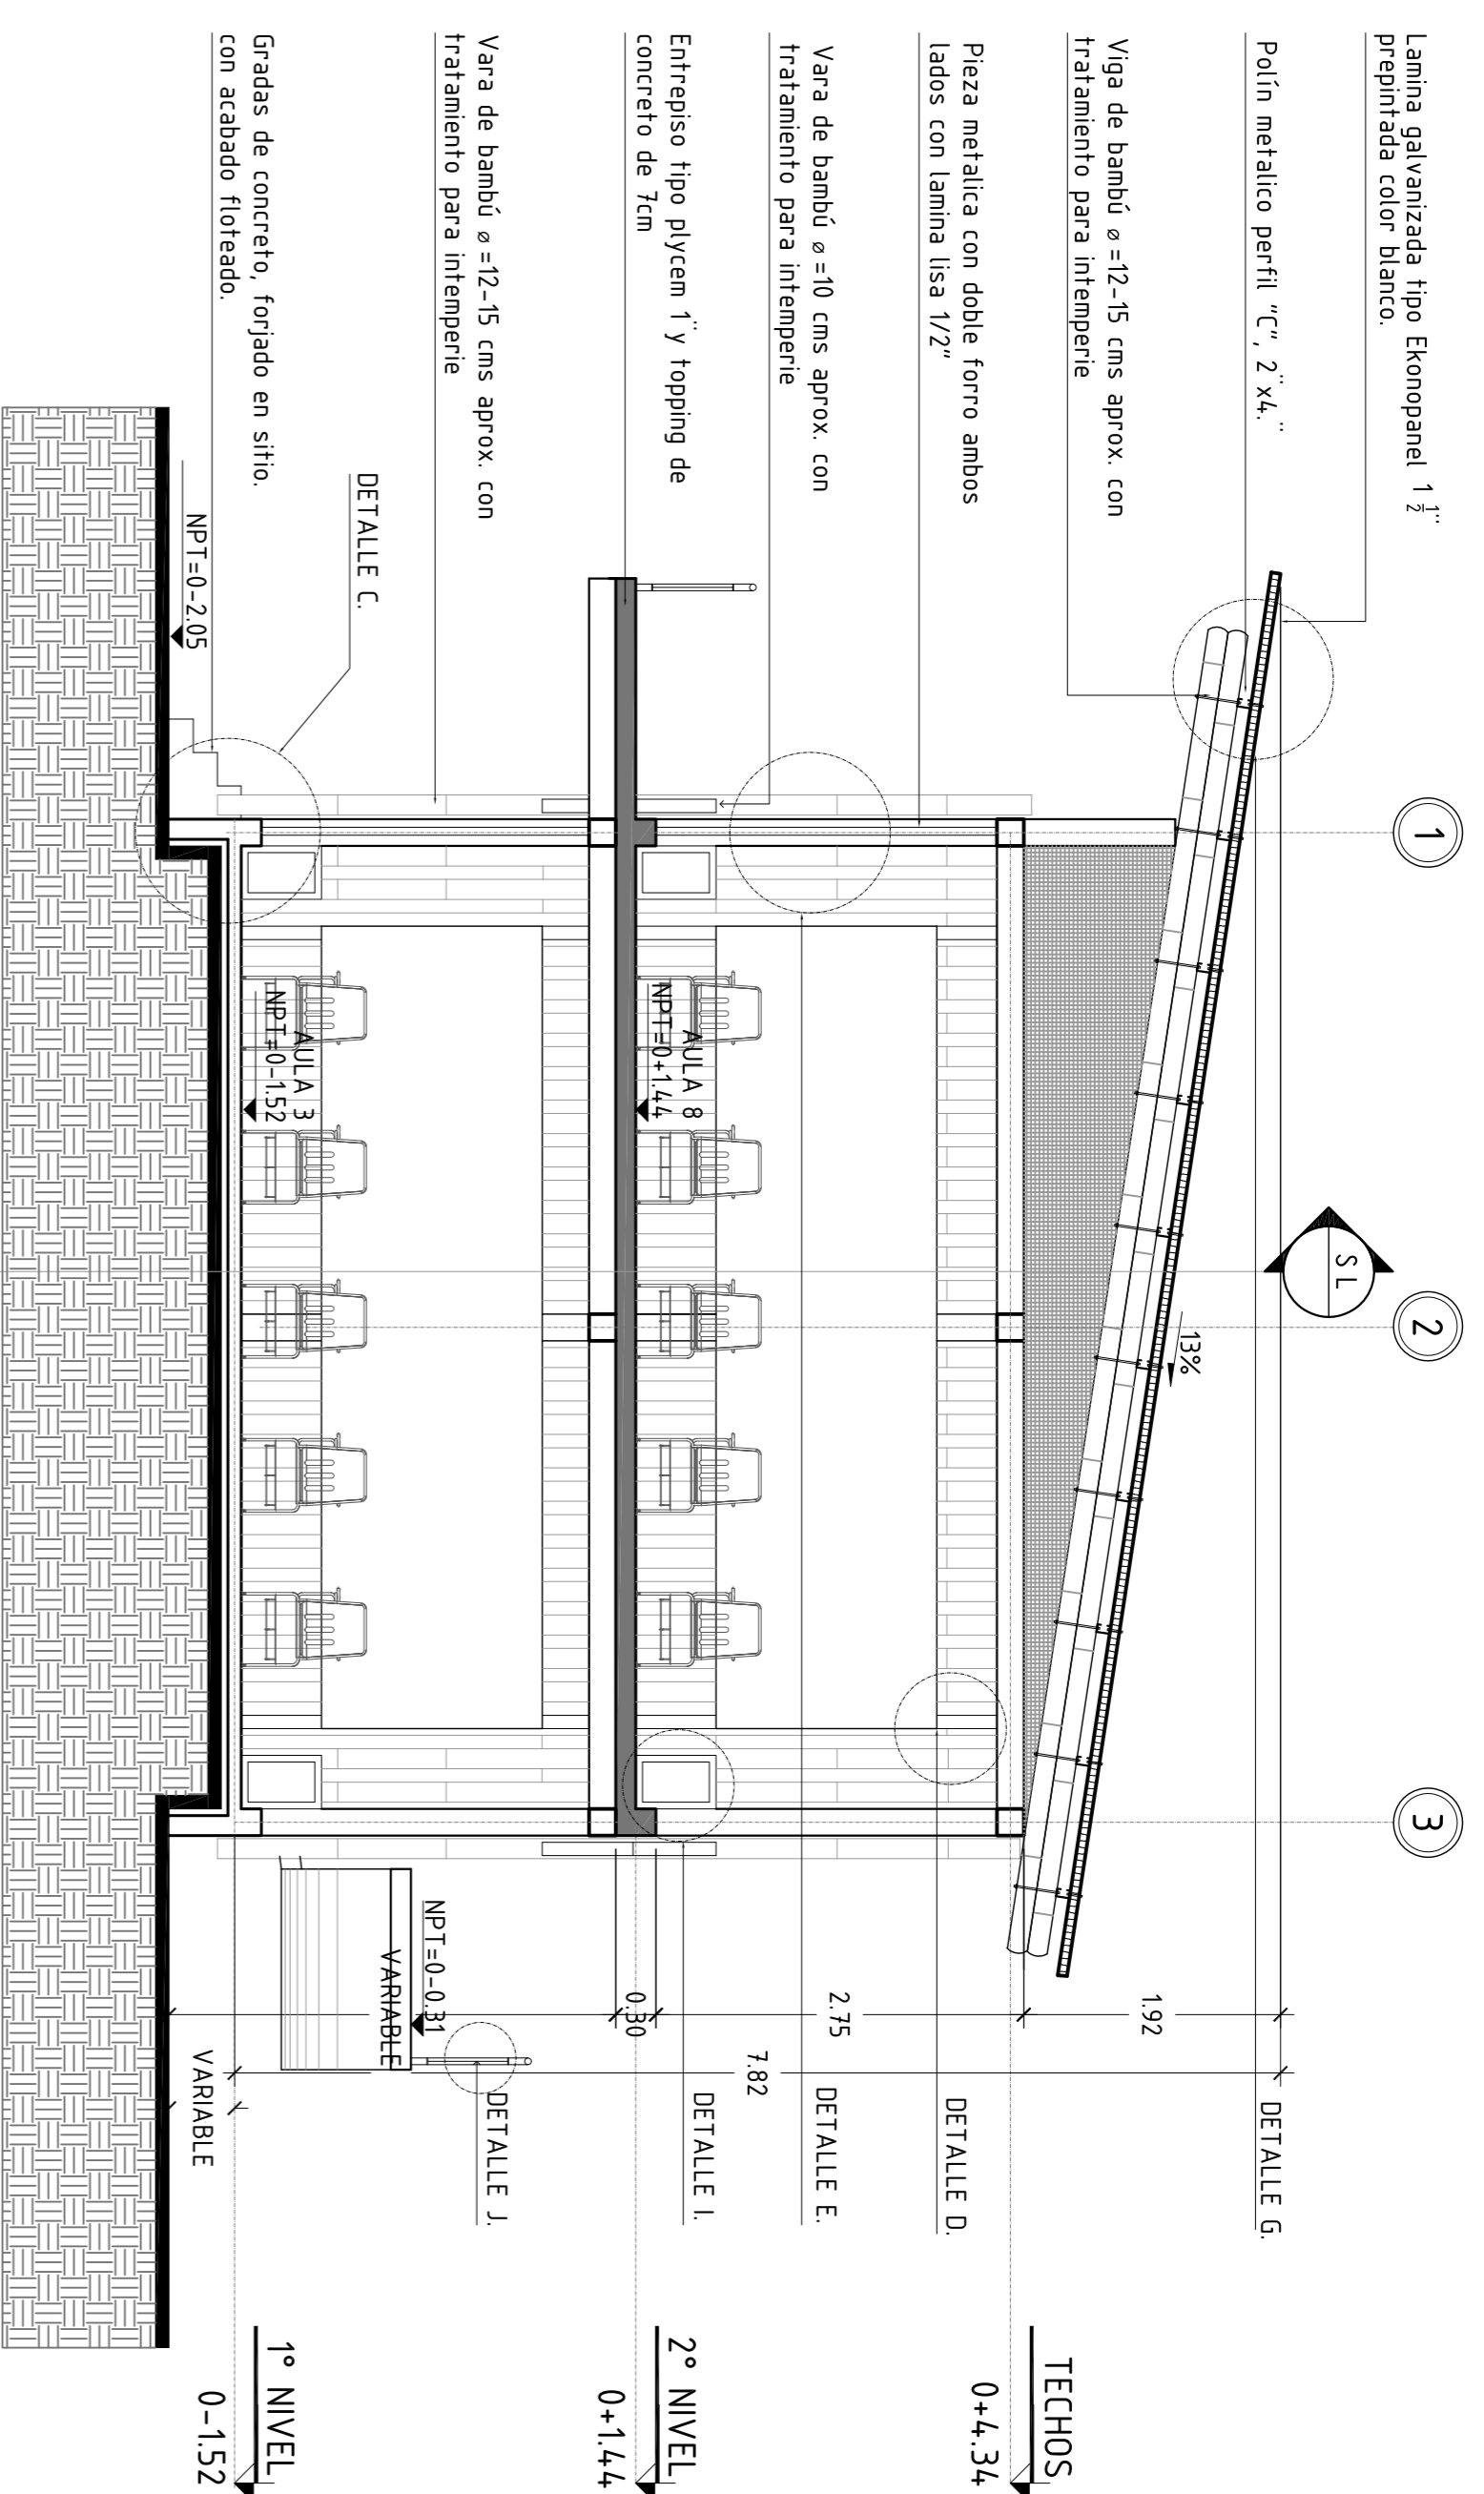 Lamina galvanizada tipo Ekonopanel 1 1/2"
prepintada color blanco.
Polín metalico perfil "C", 2"x4."
Viga de bambú ⌀=12-15 cms aprox. con
tratamiento para intemperie
Pieza metalica con doble forro ambos
lados con lamina lisa 1/2"
Vara de bambú ⌀=10 cms aprox. con
tratamiento para intemperie
Entrepiso tipo plycem 1" y topping de
concreto de 7cm
Vara de bambú ⌀=12-15 cms aprox. con
tratamiento para intemperie
DETALLE C.
Gradas de concreto, forjado en sitio.
con acabado floteado.
NPT=0-2.05
1
2
3
S L
13%
AULA 8
NPT=0+1.44
AULA 3
NPT=0-1.52
NPT=0-0.31
VARIABLE
1.92
2.75
0.30
7.82
VARIABLE
DETALLE G.
DETALLE D.
DETALLE E.
DETALLE I.
DETALLE J.
TECHOS
0+4.34
2° NIVEL
0+1.44
1° NIVEL
0-1.52